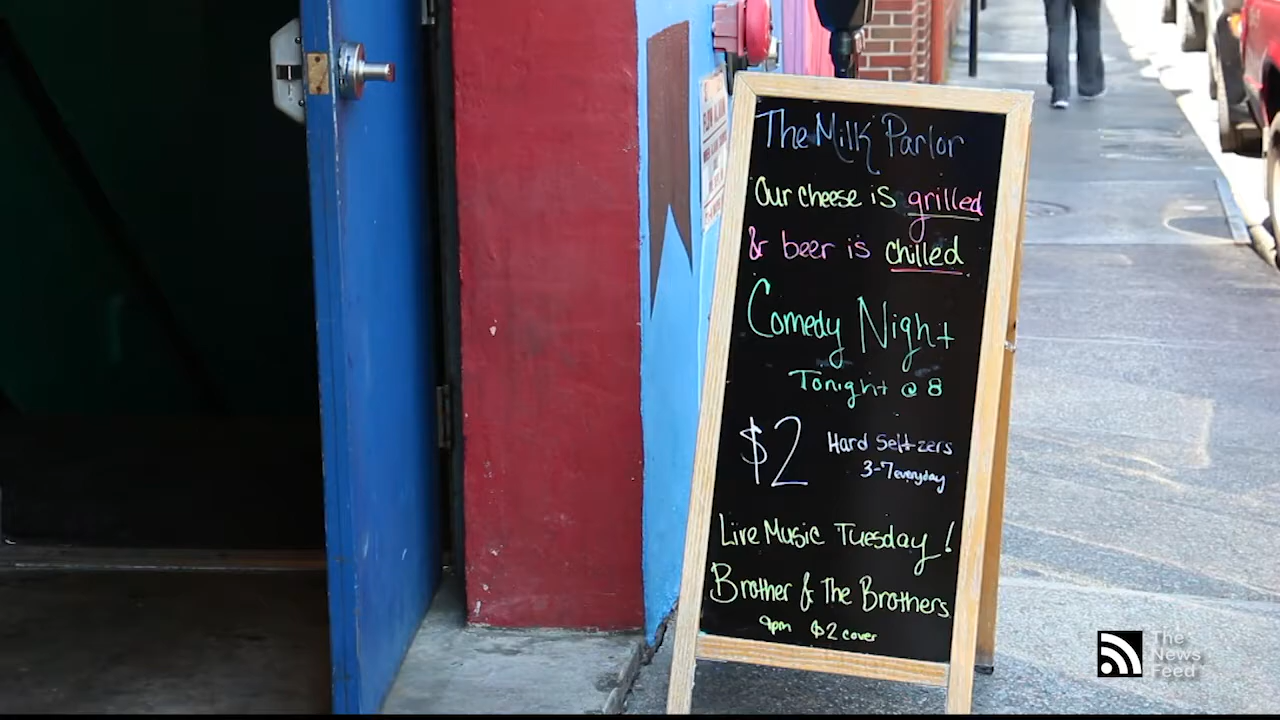 The Milk Parlor
Our cheese is grilled
& beer is chilled
Comedy Night
Tonight @ 8
$2 Hard Seltzers
3-7 everyday
Live Music Tuesday!
Brother & The Brothers
9pm $2 cover
The
News
Feed